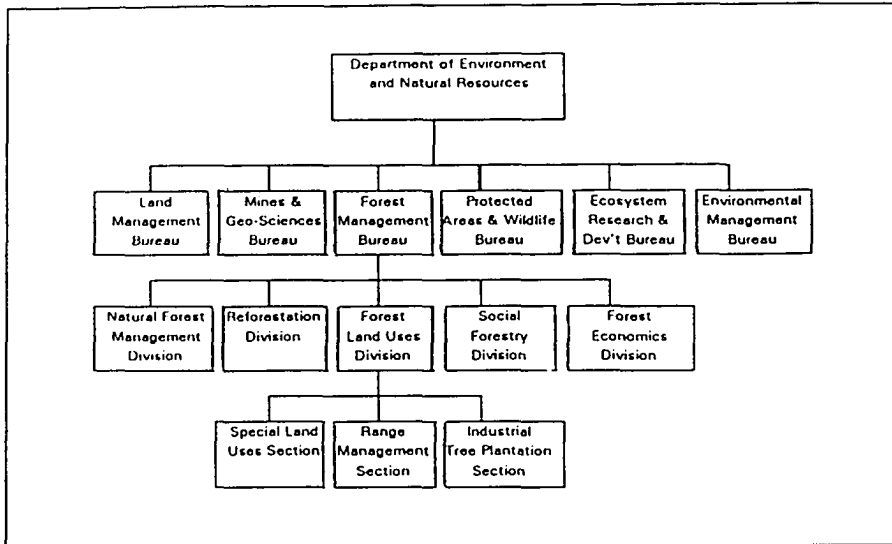 Department of Environment
and Natural Resources
Land
Management
Bureau
Mines &
Geo-Sciences
Bureau
Forest
Management
Bureau
Protected
Areas & Wildlife
Bureau
Ecosystem
Research &
Dev't Bureau
Environmental
Management
Bureau
Natural Forest
Management
Division
Reforestation
Division
Forest
Land Uses
Division
Social
Forestry
Division
Forest
Economics
Division
Special Land
Uses Section
Range
Management
Section
Industrial
Tree Plantation
Section